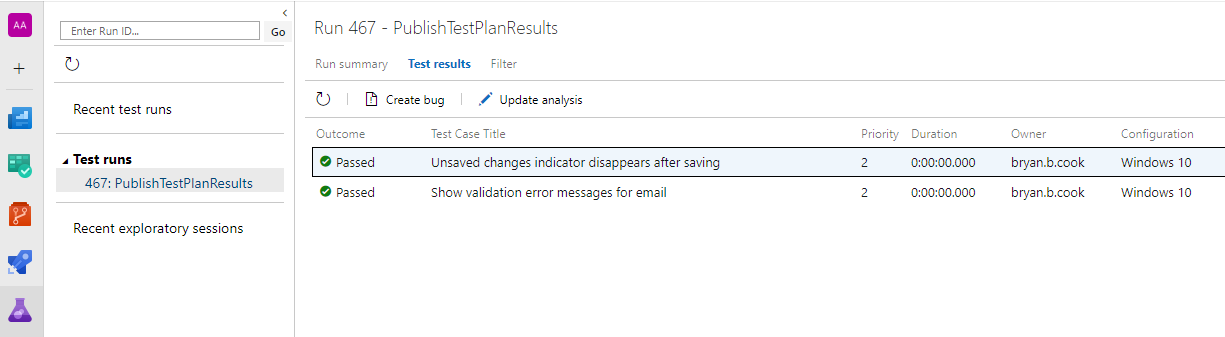 AA
Enter Run ID...
Go
Recent test runs
Test runs
467: PublishTestPlanResults
Recent exploratory sessions
Run 467 - PublishTestPlanResults
Run summary Test results Filter
Create bug Update analysis
Outcome Test Case Title Priority Duration Owner Configuration
Passed Unsaved changes indicator disappears after saving 2 0:00:00.000 bryan.b.cook Windows 10
Passed Show validation error messages for email 2 0:00:00.000 bryan.b.cook Windows 10